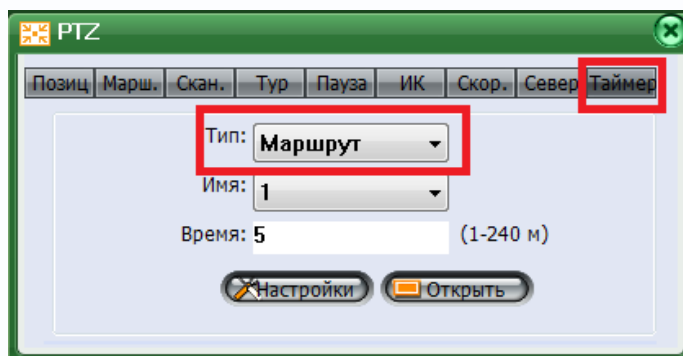 PTZ
Позиц Марш. Скан. Тур Пауза ИК Скор. Север Таймер
Тип: Маршрут
Имя: 1
Время: 5 (1-240 м)
Настройки Открыть